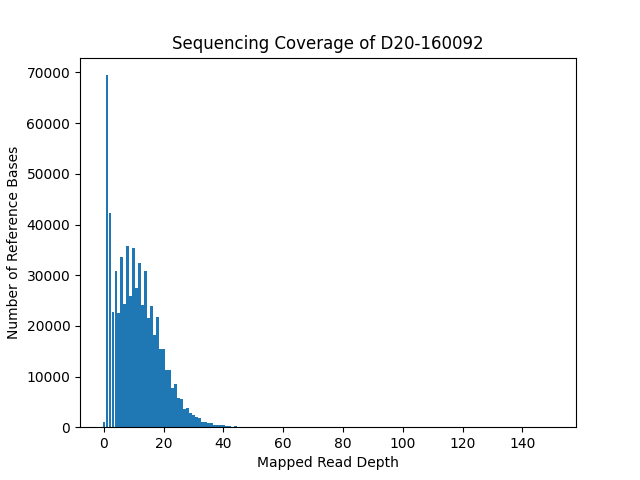 Sequencing Coverage of D20-160092
70000
60000
50000
40000
30000
20000
10000
0
Number of Reference Bases
0 20 40 60 80 100 120 140
Mapped Read Depth